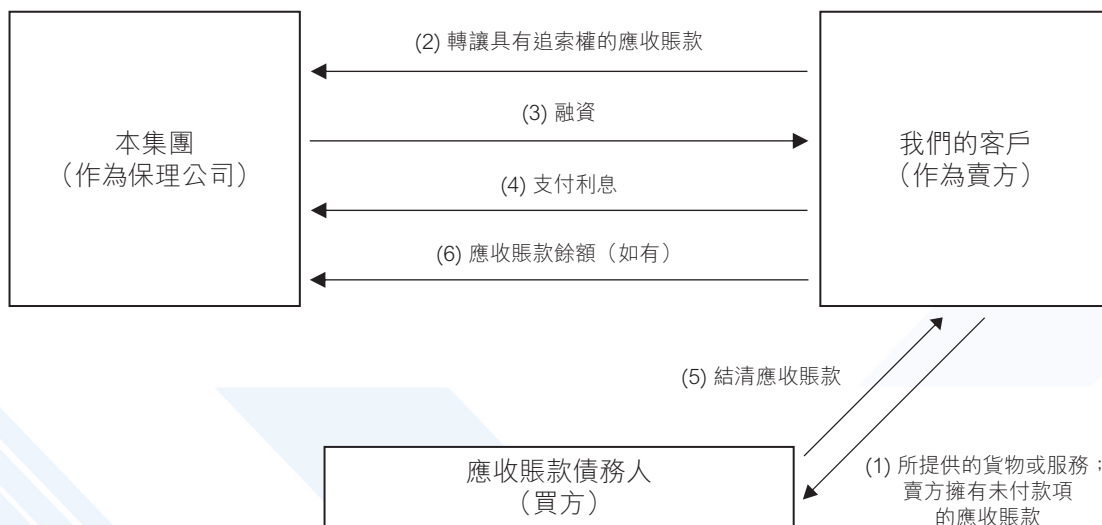 (2) 轉讓具有追索權的應收賬款
(3) 融資
本集團
（作為保理公司）
我們的客戶
（作為賣方）
(4) 支付利息
(6) 應收賬款餘額（如有）
(5) 結清應收賬款
應收賬款債務人
（買方）
(1) 所提供的貨物或服務；
賣方擁有未付款項
的應收賬款